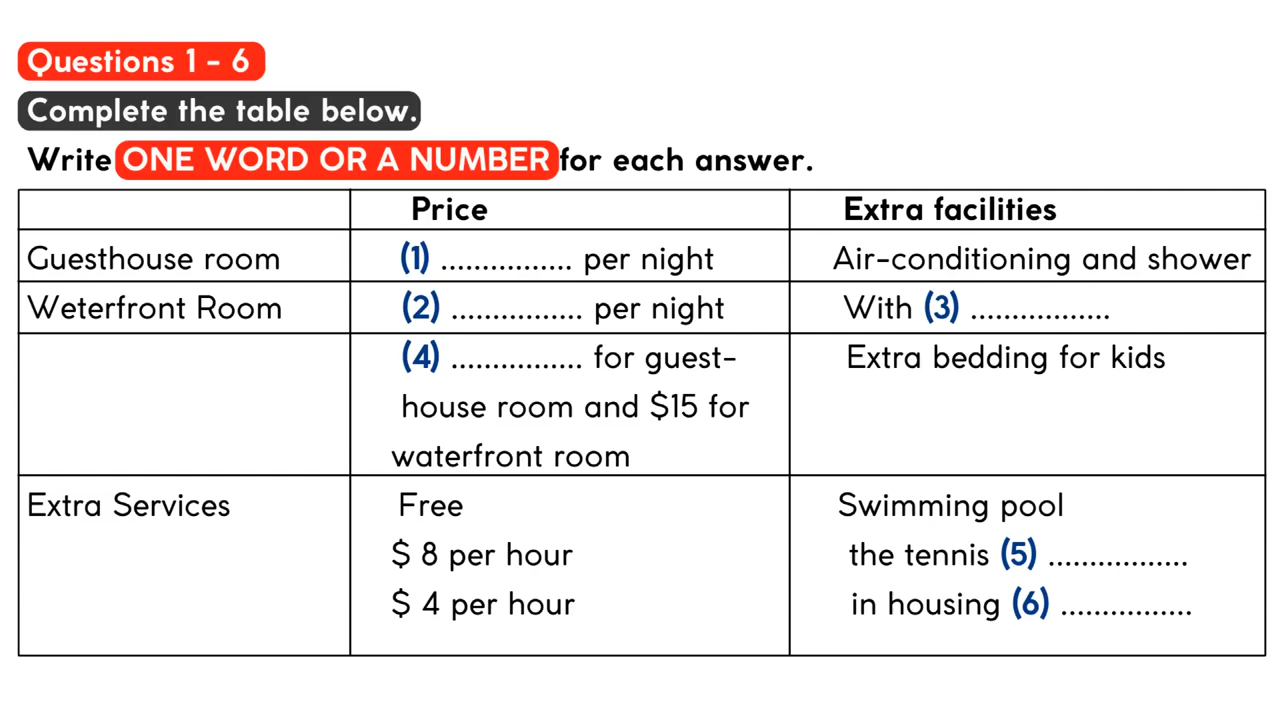 Questions 1 - 6
Complete the table below.
Write ONE WORD OR A NUMBER for each answer.
Price Extra facilities
Guesthouse room (1) ................ per night Air-conditioning and shower
Weterfront Room (2) ................ per night With (3) .................
(4) ................ for guest- Extra bedding for kids
house room and $15 for
waterfront room
Extra Services Free Swimming pool
$ 8 per hour the tennis (5) .................
$ 4 per hour in housing (6) ................